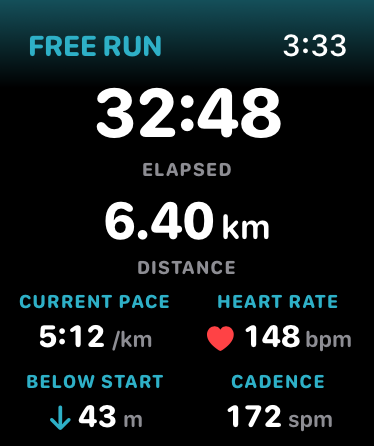 FREE RUN 3:33
32:48
ELAPSED
6.40 km
DISTANCE
CURRENT PACE HEART RATE
5:12 /km 148 bpm
BELOW START CADENCE
43 m 172 spm